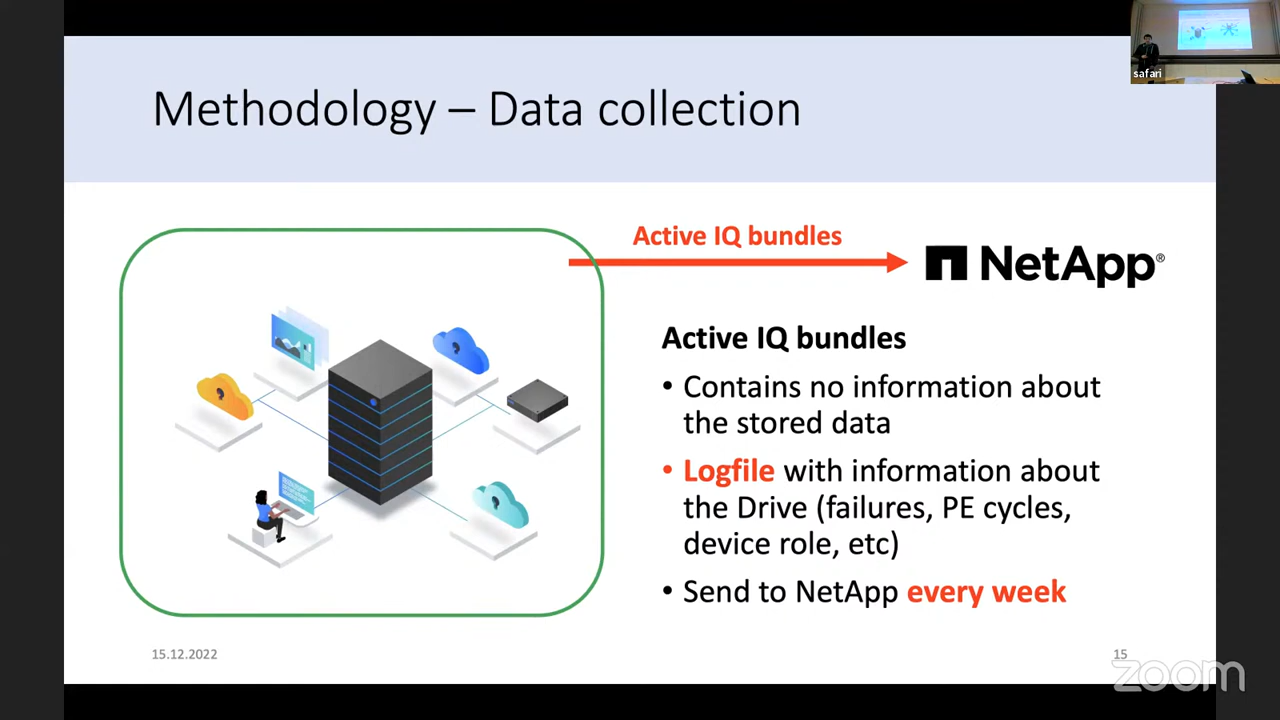 safari
Methodology – Data collection
Active IQ bundles
NetApp®
Active IQ bundles
• Contains no information about
the stored data
• Logfile with information about
the Drive (failures, PE cycles,
device role, etc)
• Send to NetApp every week
15.12.2022
15
zoom